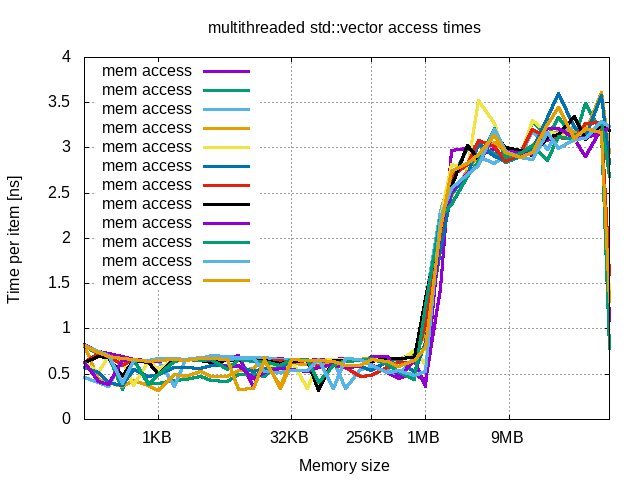 multithreaded std::vector access times
4
3.5
3
2.5
2
1.5
1
0.5
0
Time per item [ns]
mem access
mem access
mem access
mem access
mem access
mem access
mem access
mem access
mem access
mem access
mem access
mem access
1KB 32KB 256KB 1MB 9MB
Memory size